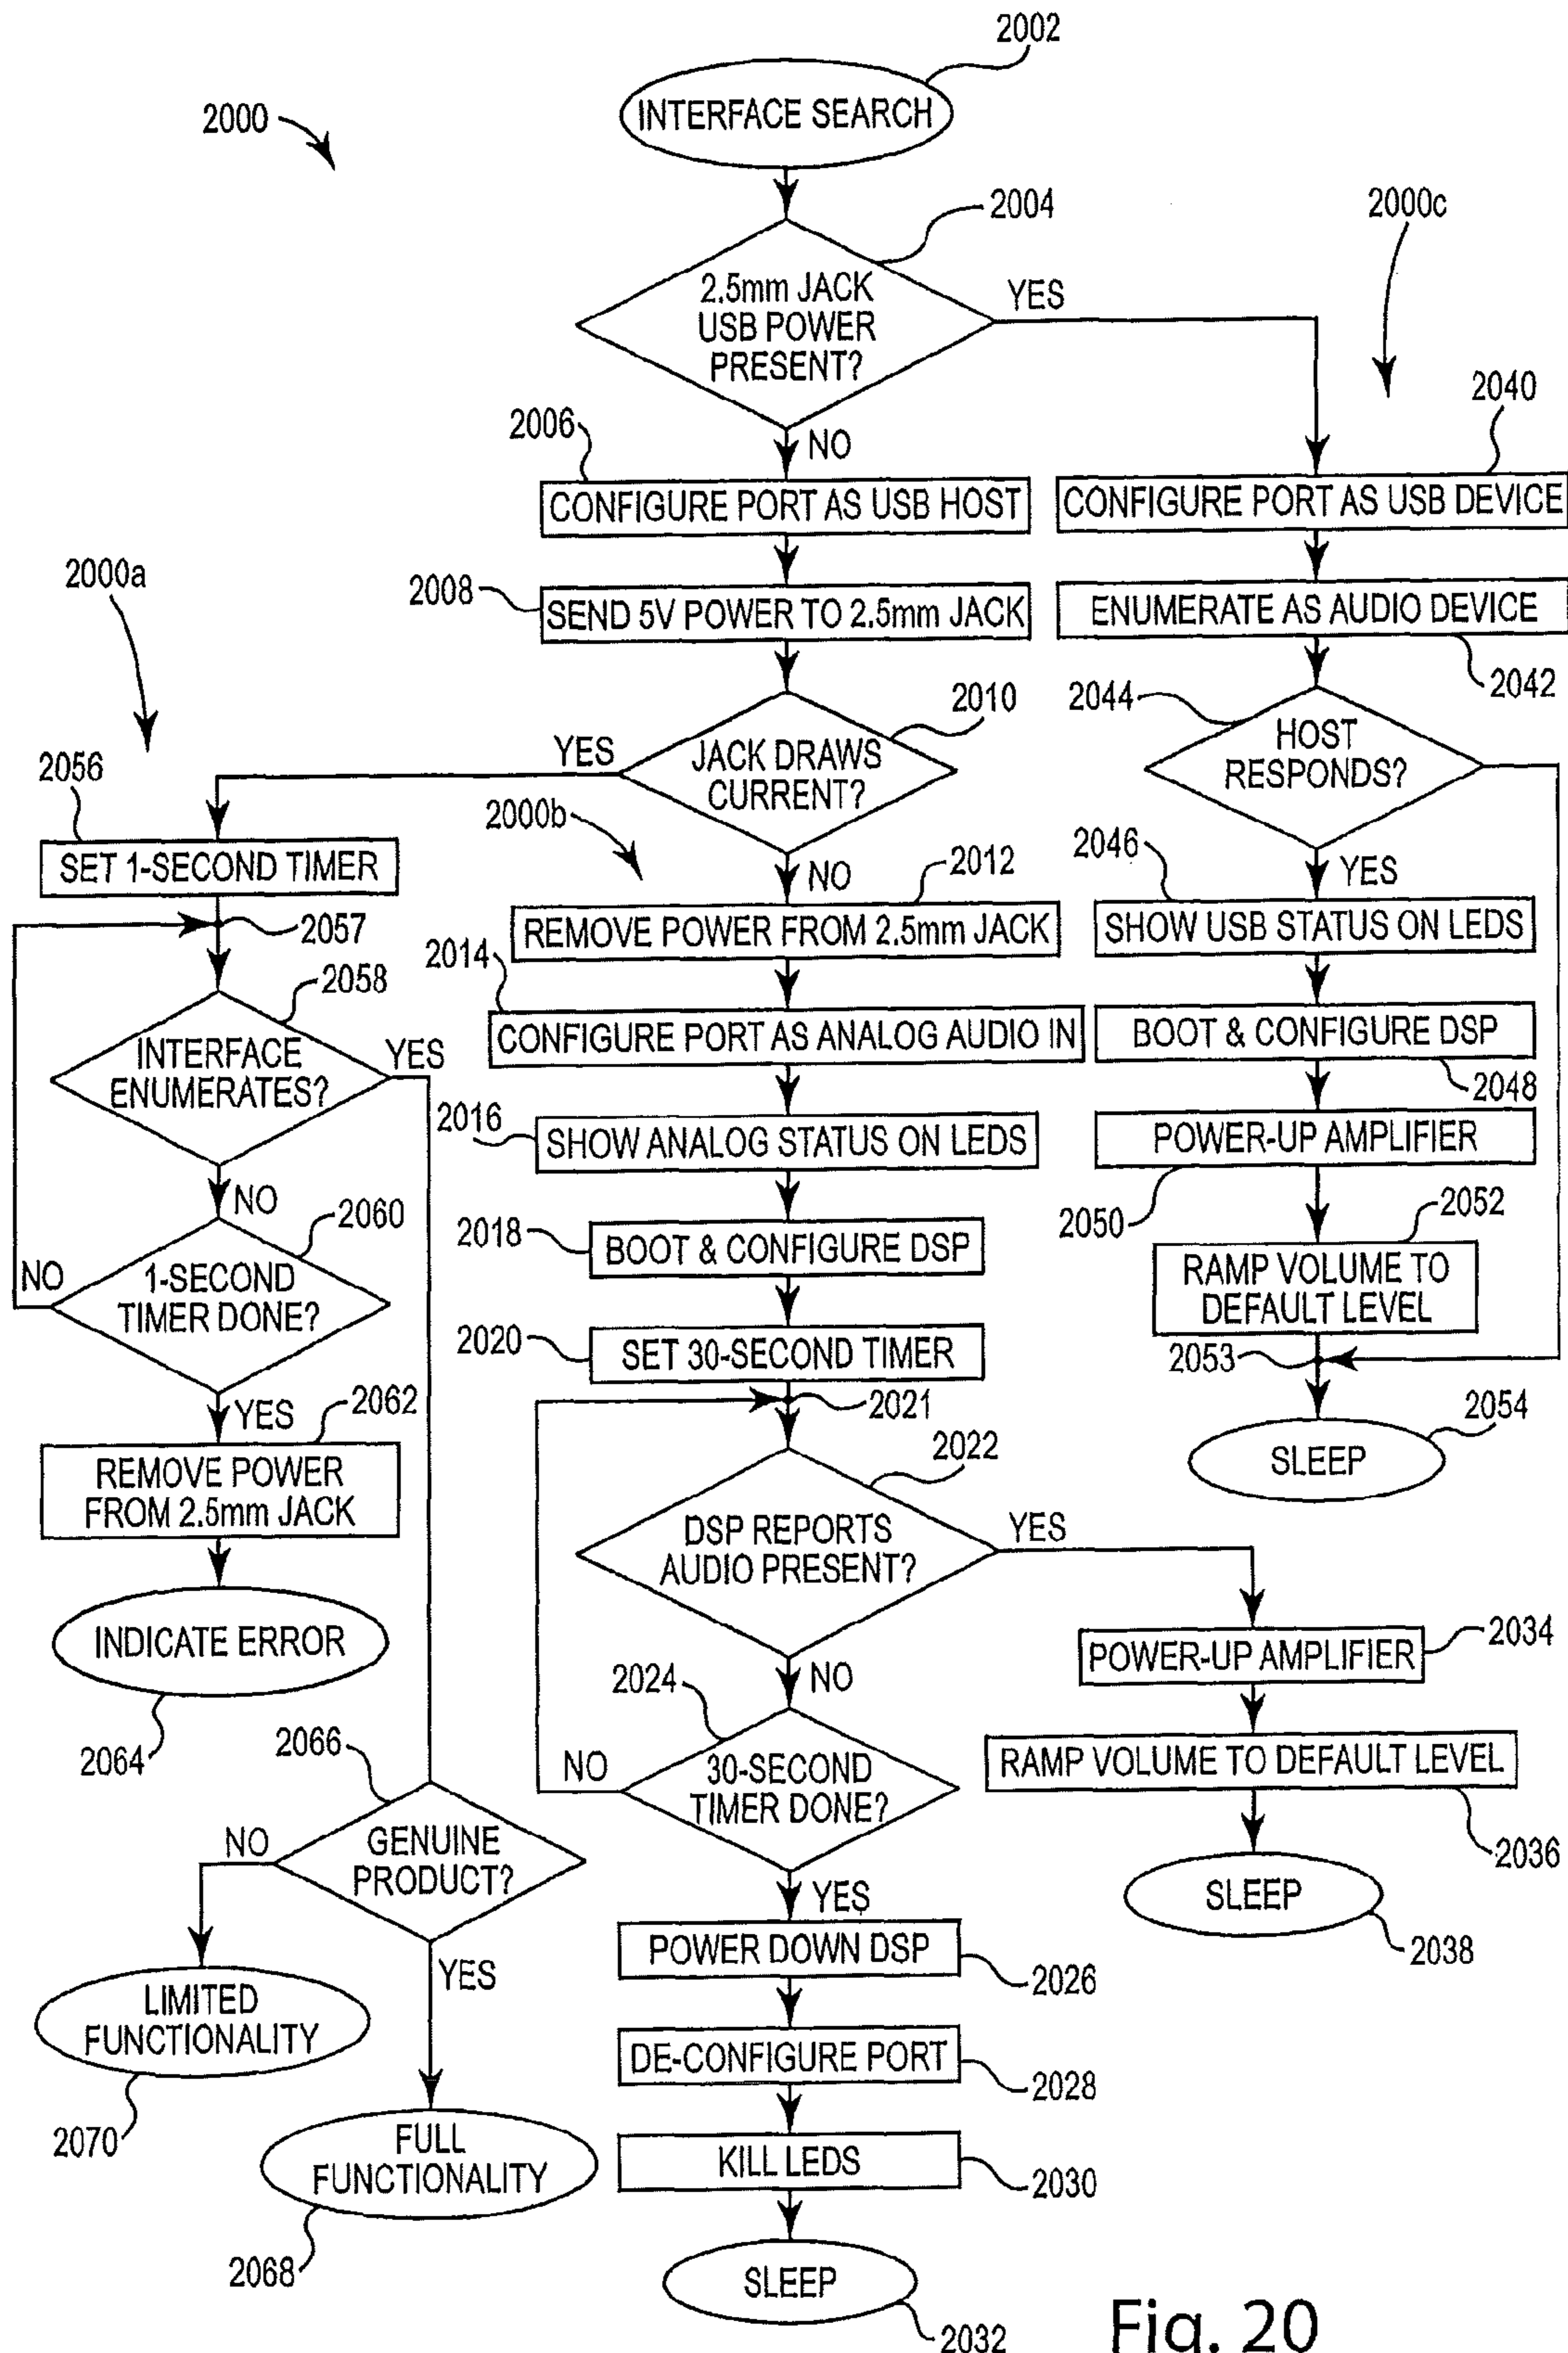 2002
INTERFACE SEARCH
2000
2004
2000c
2.5mm JACK
USB POWER
PRESENT?
YES
2040
2006
NO
CONFIGURE PORT AS USB HOST
CONFIGURE PORT AS USB DEVICE
2000a
2008
SEND 5V POWER TO 2.5mm JACK
ENUMERATE AS AUDIO DEVICE
2042
2010
2044
HOST
RESPONDS?
YES
JACK DRAWS
CURRENT?
2056
2000b
2046
YES
NO
2012
SET 1-SECOND TIMER
REMOVE POWER FROM 2.5mm JACK
SHOW USB STATUS ON LEDS
2057
2014
2058
CONFIGURE PORT AS ANALOG AUDIO IN
BOOT & CONFIGURE DSP
2048
INTERFACE
ENUMERATES?
YES
2016
SHOW ANALOG STATUS ON LEDS
POWER-UP AMPLIFIER
NO
2060
2050
2052
2018
BOOT & CONFIGURE DSP
RAMP VOLUME TO
DEFAULT LEVEL
NO
1-SECOND
TIMER DONE?
2020
SET 30-SECOND TIMER
2053
2021
YES
2062
2054
SLEEP
REMOVE POWER
FROM 2.5mm JACK
2022
DSP REPORTS
AUDIO PRESENT?
YES
INDICATE ERROR
2034
POWER-UP AMPLIFIER
2024
NO
2064
2066
NO
30-SECOND
TIMER DONE?
RAMP VOLUME TO DEFAULT LEVEL
2036
NO
GENUINE
PRODUCT?
YES
SLEEP
2038
POWER DOWN DSP
2026
YES
LIMITED
FUNCTIONALITY
DE-CONFIGURE PORT
2028
2070
FULL
FUNCTIONALITY
KILL LEDS
2030
2068
SLEEP
2032
Fig. 20